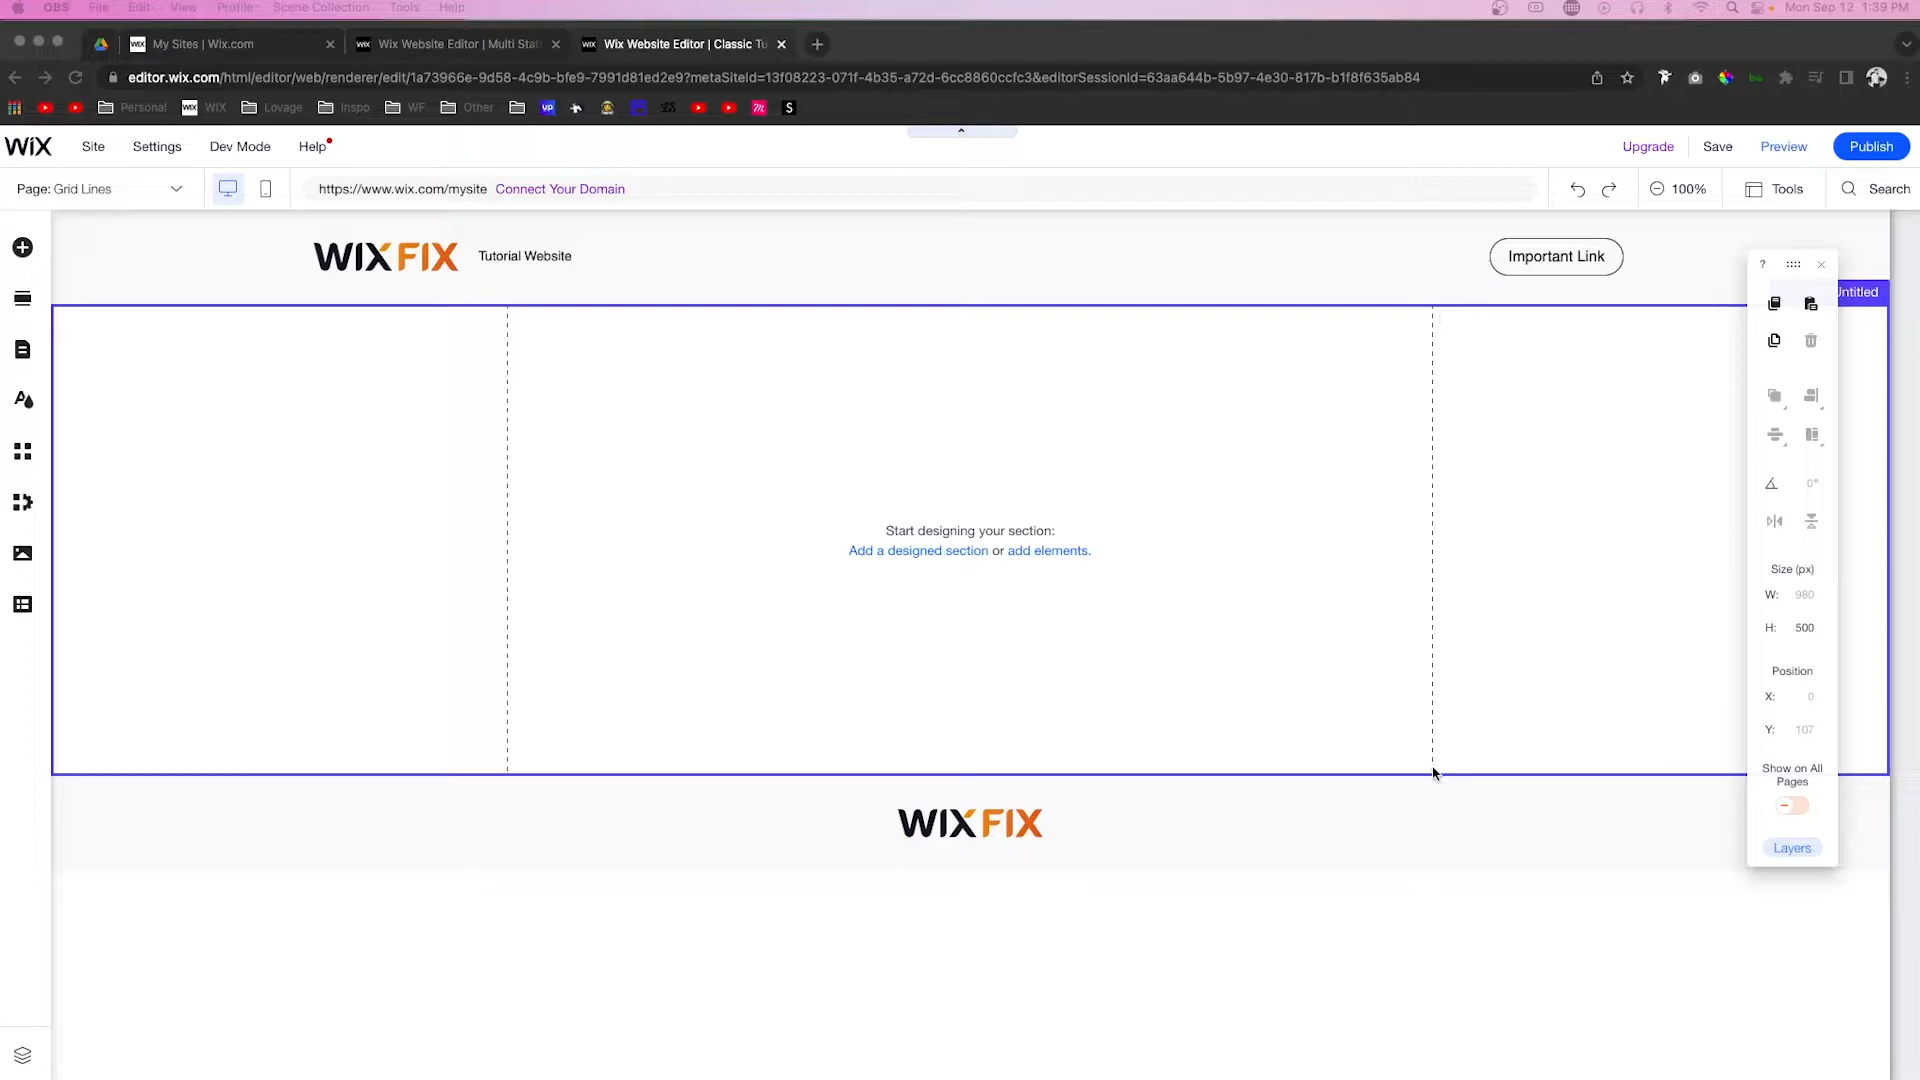 OBS File Edit View Profile Scene Collection Tools Help Mon Sep 12 1:39 PM
My Sites | Wix.com Wix Website Editor | Multi Stat Wix Website Editor | Classic Tu
editor.wix.com/html/editor/web/renderer/edit/1a73966e-9d58-4c9b-bfe9-7991d81ed2e9?metaSiteId=13f08223-071f-4b35-a72d-6cc8860ccfc3&editorSessionId=63aa644b-5b97-4e30-817b-b1f8f635ab84
Personal WIX Lovage Inspo WF Other
WIX Site Settings Dev Mode Help Upgrade Save Preview Publish
Page: Grid Lines https://www.wix.com/mysite Connect Your Domain 100% Tools Search
WIXFIX Tutorial Website Important Link
?
Untitled
0°
Start designing your section:
Add a designed section or add elements.
Size (px)
W: 980
H: 500
Position
X: 0
Y: 107
Show on All
Pages
WIXFIX
Layers